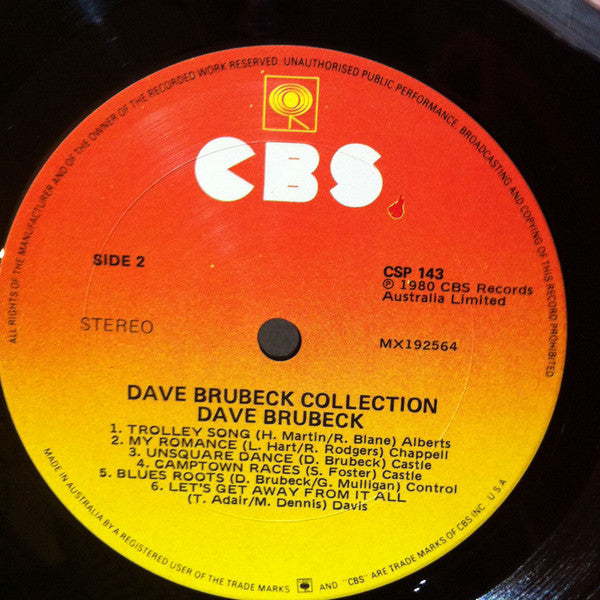 ALL RIGHTS OF THE MANUFACTURER AND OF THE OWNER OF THE RECORDED WORK RESERVED. UNAUTHORISED PUBLIC PERFORMANCE, BROADCASTING AND COPYING OF THIS RECORD PROHIBITED
CBS
SIDE 2
CSP 143
℗ 1980 CBS Records
Australia Limited
STEREO
MX192564
DAVE BRUBECK COLLECTION
DAVE BRUBECK
1. TROLLEY SONG (H. Martin/R. Blane) Alberts
2. MY ROMANCE (L. Hart/R. Rodgers) Chappell
3. UNSQUARE DANCE (D. Brubeck) Castle
4. CAMPTOWN RACES (S. Foster) Castle
5. BLUES ROOTS (D. Brubeck/G. Mulligan) Control
6. LET'S GET AWAY FROM IT ALL
(T. Adair/M. Dennis) Davis
MADE IN AUSTRALIA BY A REGISTERED USER OF THE TRADE MARKS AND "CBS" ARE TRADE MARKS OF CBS INC U S A